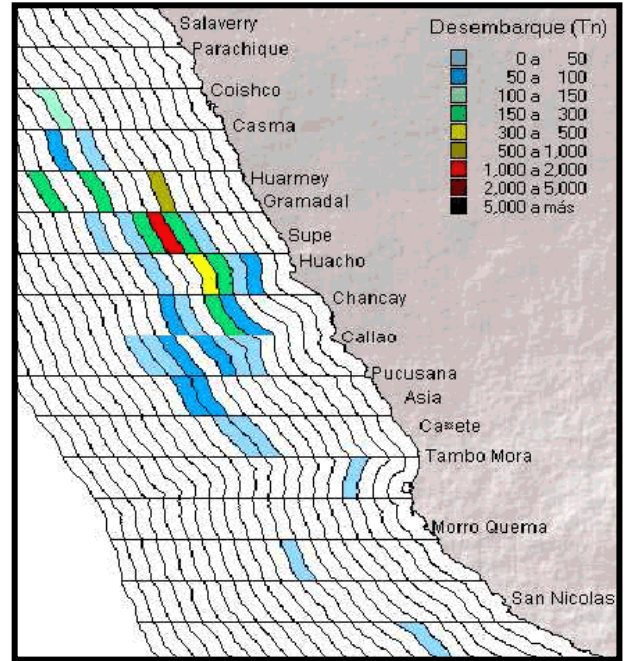 Salaverry
Parachique
Coishco
Casma
Huarmey
Gramadal
Supe
Huacho
Chancay
Callao
Pucusana
Asia
Ca¤ete
Tambo Mora
Morro Quema
San Nicolas
Desembarque (Tn)
0 a 50
50 a 100
100 a 150
150 a 300
300 a 500
500 a 1,000
1,000 a 2,000
2,000 a 5,000
5,000 a más